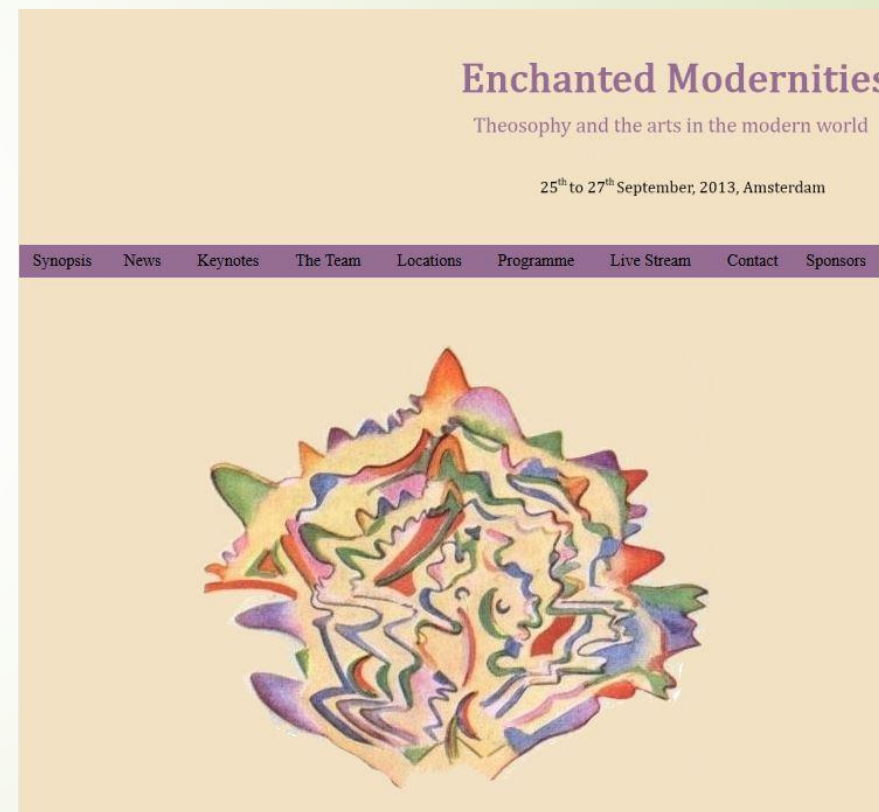 Enchanted Modernities
Theosophy and the arts in the modern world
25th to 27th September, 2013, Amsterdam
Synopsis News Keynotes The Team Locations Programme Live Stream Contact Sponsors